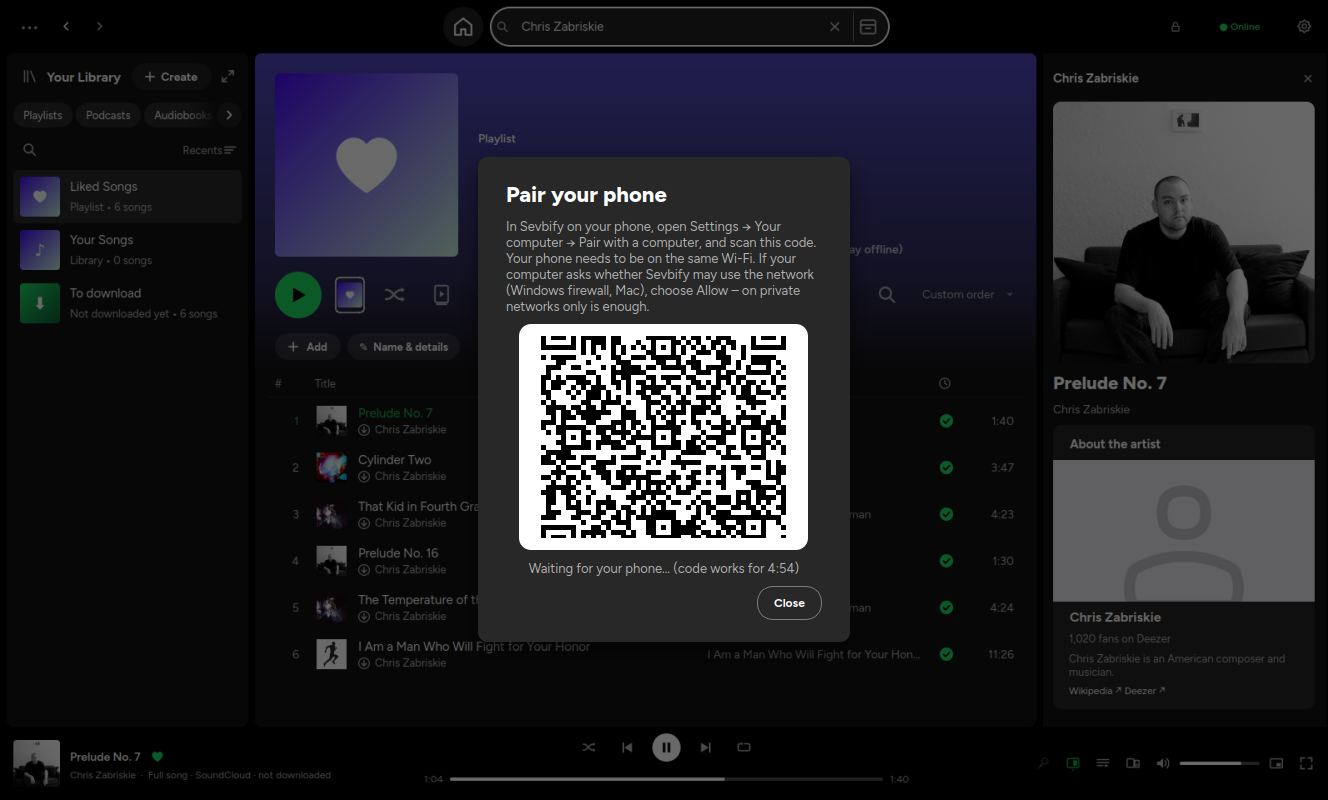 Chris Zabriskie
Online
Your Library
Create
Playlists
Podcasts
Audiobooks
Recents
Liked Songs
Playlist • 6 songs
Your Songs
Library • 0 songs
To download
Not downloaded yet • 6 songs
Playlist
ay offline)
Custom order
Add
Name & details
#
Title
1
Prelude No. 7
Chris Zabriskie
1:40
2
Cylinder Two
Chris Zabriskie
3:47
3
That Kid in Fourth Gra
Chris Zabriskie
man
4:23
4
Prelude No. 16
Chris Zabriskie
1:30
5
The Temperature of t
Chris Zabriskie
man
4:24
6
I Am a Man Who Will Fight for Your Honor
Chris Zabriskie
I Am a Man Who Will Fight for Your Hon...
11:26
Pair your phone
In Sevbify on your phone, open Settings → Your
computer → Pair with a computer, and scan this code.
Your phone needs to be on the same Wi-Fi. If your
computer asks whether Sevbify may use the network
(Windows firewall, Mac), choose Allow – on private
networks only is enough.
Waiting for your phone... (code works for 4:54)
Close
Chris Zabriskie
Prelude No. 7
Chris Zabriskie
About the artist
Chris Zabriskie
1,020 fans on Deezer
Chris Zabriskie is an American composer and
musician.
Wikipedia ↗ Deezer ↗
Prelude No. 7
Chris Zabriskie · Full song · SoundCloud · not downloaded
1:04
1:40